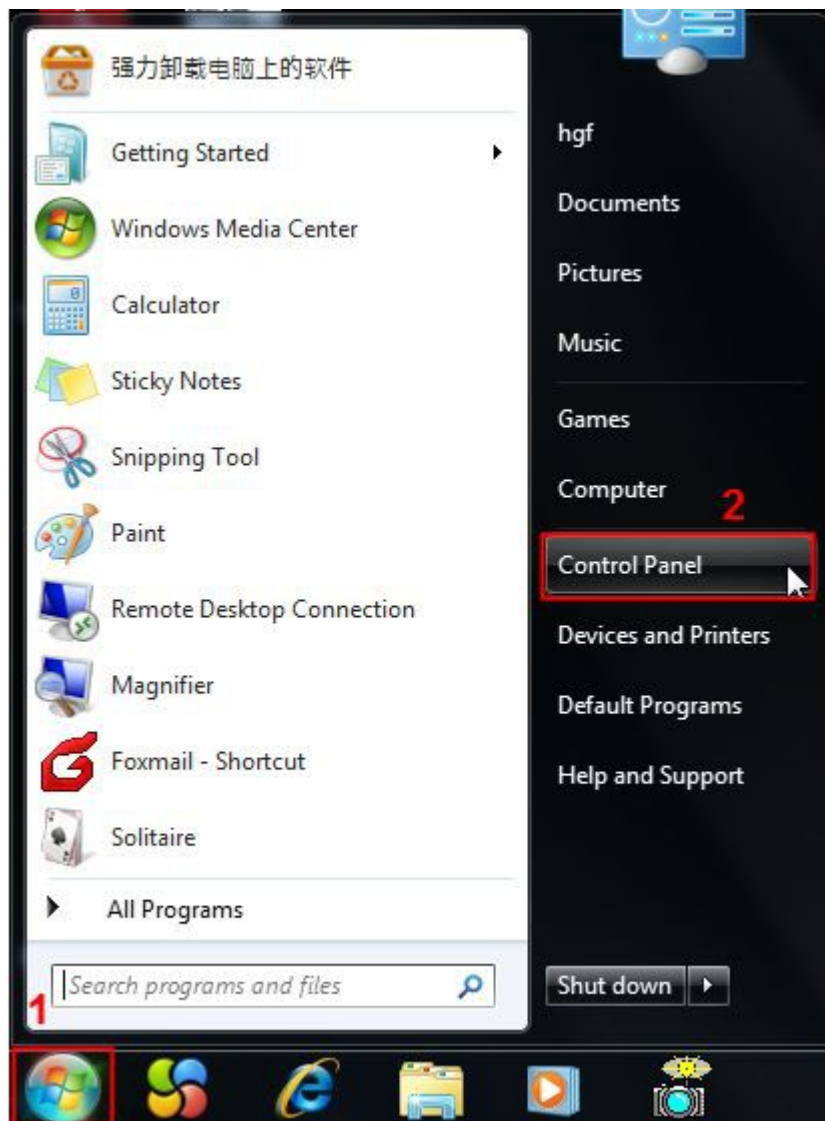 强力卸载电脑上的软件
Getting Started
Windows Media Center
Calculator
Sticky Notes
Snipping Tool
Paint
Remote Desktop Connection
Magnifier
Foxmail - Shortcut
Solitaire
All Programs
Search programs and files
1
hgf
Documents
Pictures
Music
Games
Computer
2
Control Panel
Devices and Printers
Default Programs
Help and Support
Shut down